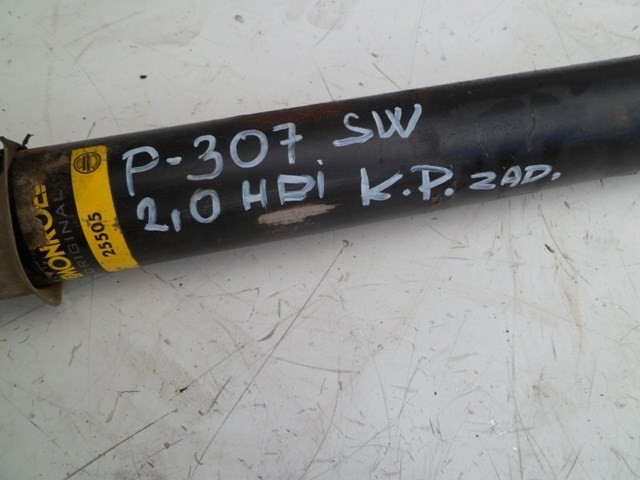 MONROE
ORIGINAL
25505
P-307 SW
2,0 HDi K.P. ZAD.